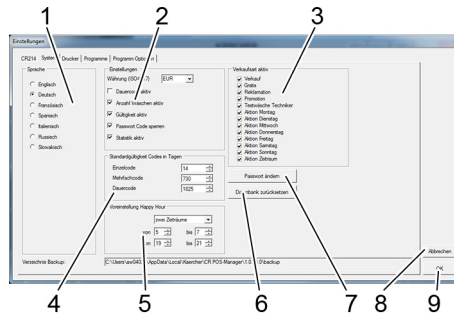 1
2
3
Einstellungen
CR214
System
Drucker
Programme
Programm Optionen
Sprache
Englisch
Deutsch
Französisch
Spanisch
Italienisch
Russisch
Slowakisch
Einstellungen
EUR
Dauercode aktiv
Anzahl Waschen aktiv
Gültigkeit aktiv
Passwort Code sperren
Statistik aktiv
Standardgültigkeit Codes in Tagen
Einzelcode 14
Mehrfachcode 730
Dauercode 1825
Voreinstellung Happy Hour
zwei Zeiträume
von 5 bis 7
von 19 bis 21
Verkaufsart aktiv
Verkauf
Gratis
Reklamation
Promotion
Testwäsche Techniker
Aktion Montag
Aktion Dienstag
Aktion Mittwoch
Aktion Donnerstag
Aktion Freitag
Aktion Samstag
Aktion Sonntag
Aktion Zeitraum
Passwort ändern
Datenbank zurücksetzen
Verzeichnis Backup:
Abbrechen
OK
4
5
6
7
8
9